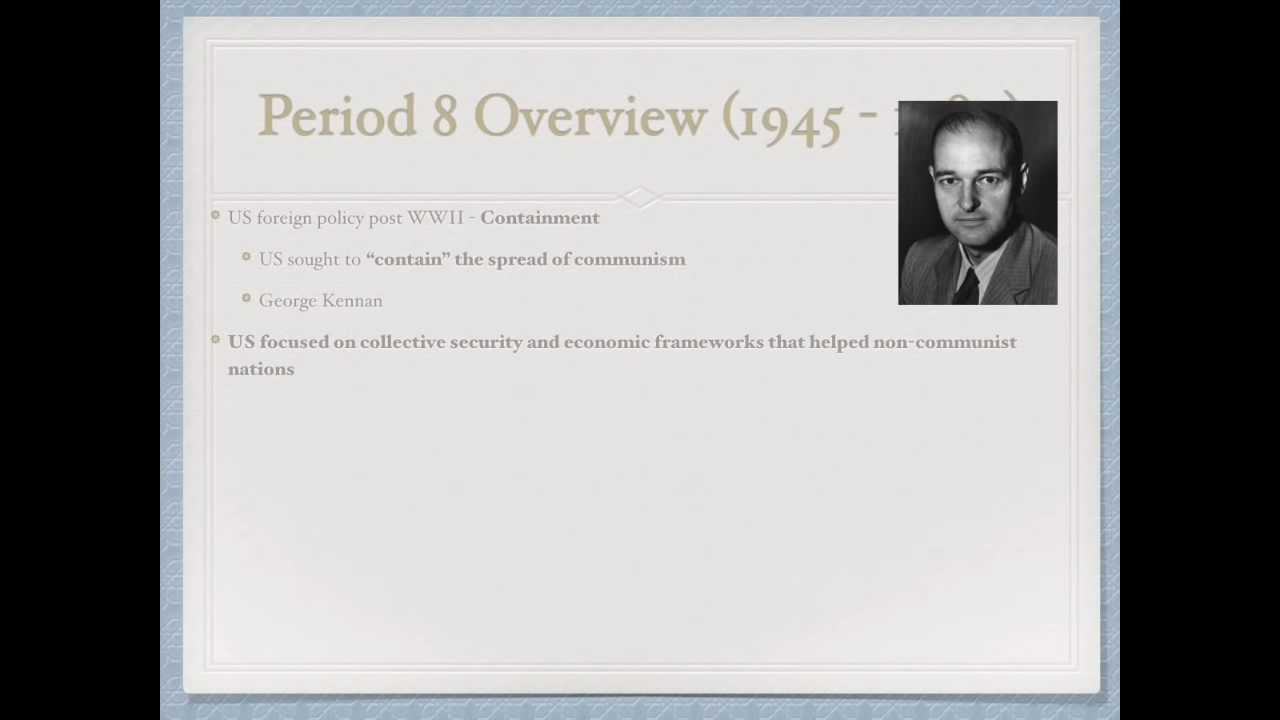 Period 8 Overview (1945 -
US foreign policy post WWII - Containment
US sought to “contain” the spread of communism
George Kennan
US focused on collective security and economic frameworks that helped non-communist
nations